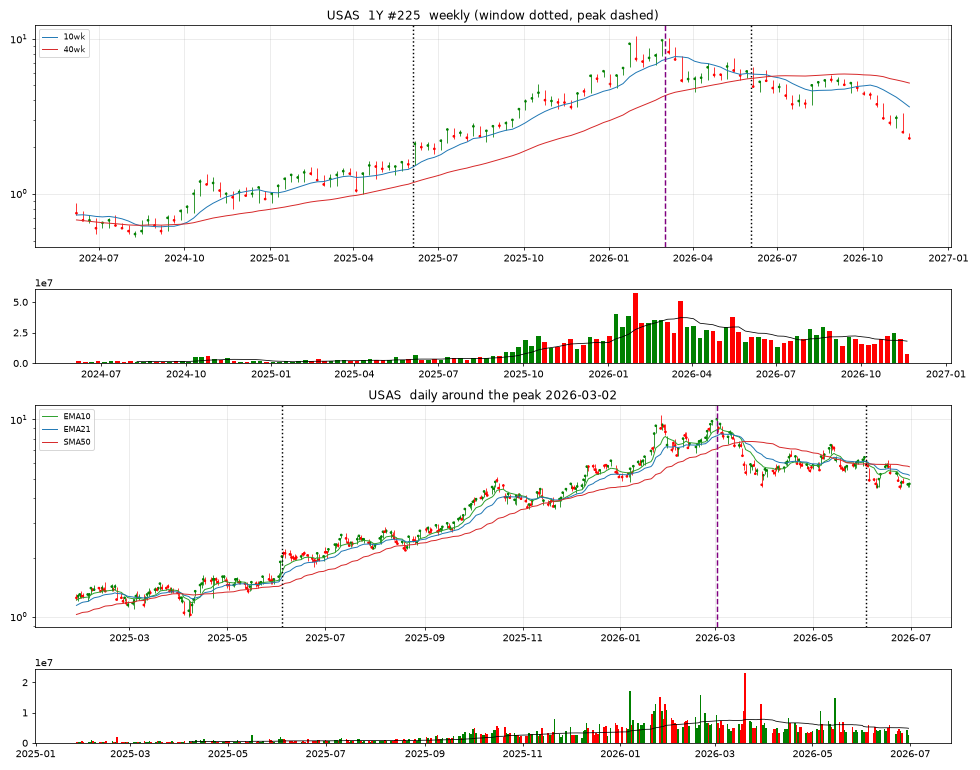 USAS  1Y #225  weekly (window dotted, peak dashed)
10wk
40wk
10¹
10⁰
2024-07 2024-10 2025-01 2025-04 2025-07 2025-10 2026-01 2026-04 2026-07 2026-10 2027-01
1e7
5.0
2.5
0.0
2024-07 2024-10 2025-01 2025-04 2025-07 2025-10 2026-01 2026-04 2026-07 2026-10 2027-01
USAS  daily around the peak 2026-03-02
EMA10
EMA21
SMA50
10¹
10⁰
2025-03 2025-05 2025-07 2025-09 2025-11 2026-01 2026-03 2026-05 2026-07
1e7
2
1
0
2025-01 2025-03 2025-05 2025-07 2025-09 2025-11 2026-01 2026-03 2026-05 2026-07